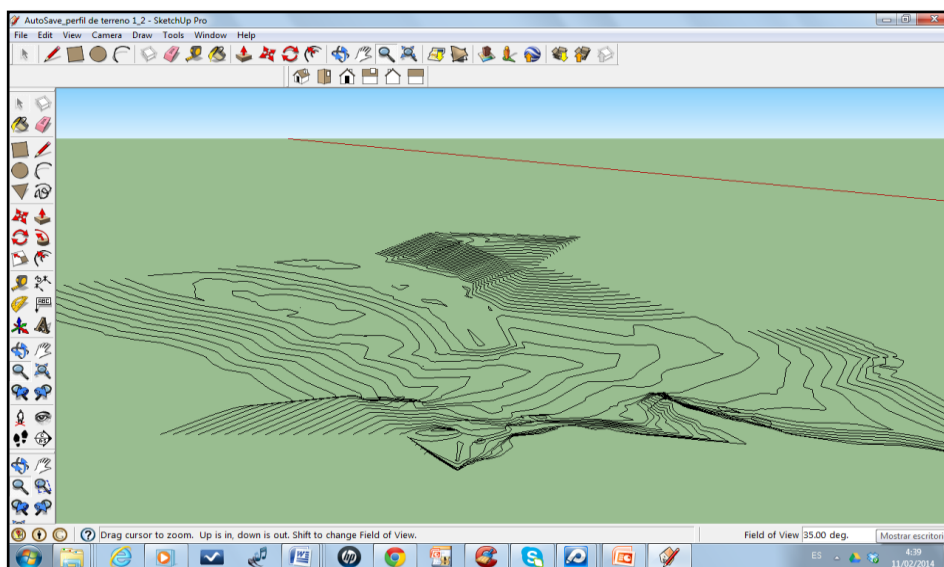 AutoSave_perfil de terreno 1_2 - SketchUp Pro
File Edit View Camera Draw Tools Window Help
ABC
Drag cursor to zoom. Up is in, down is out. Shift to change Field of View.
Field of View 35.00 deg.
Mostrar escritori
ES
4:39
11/02/2014